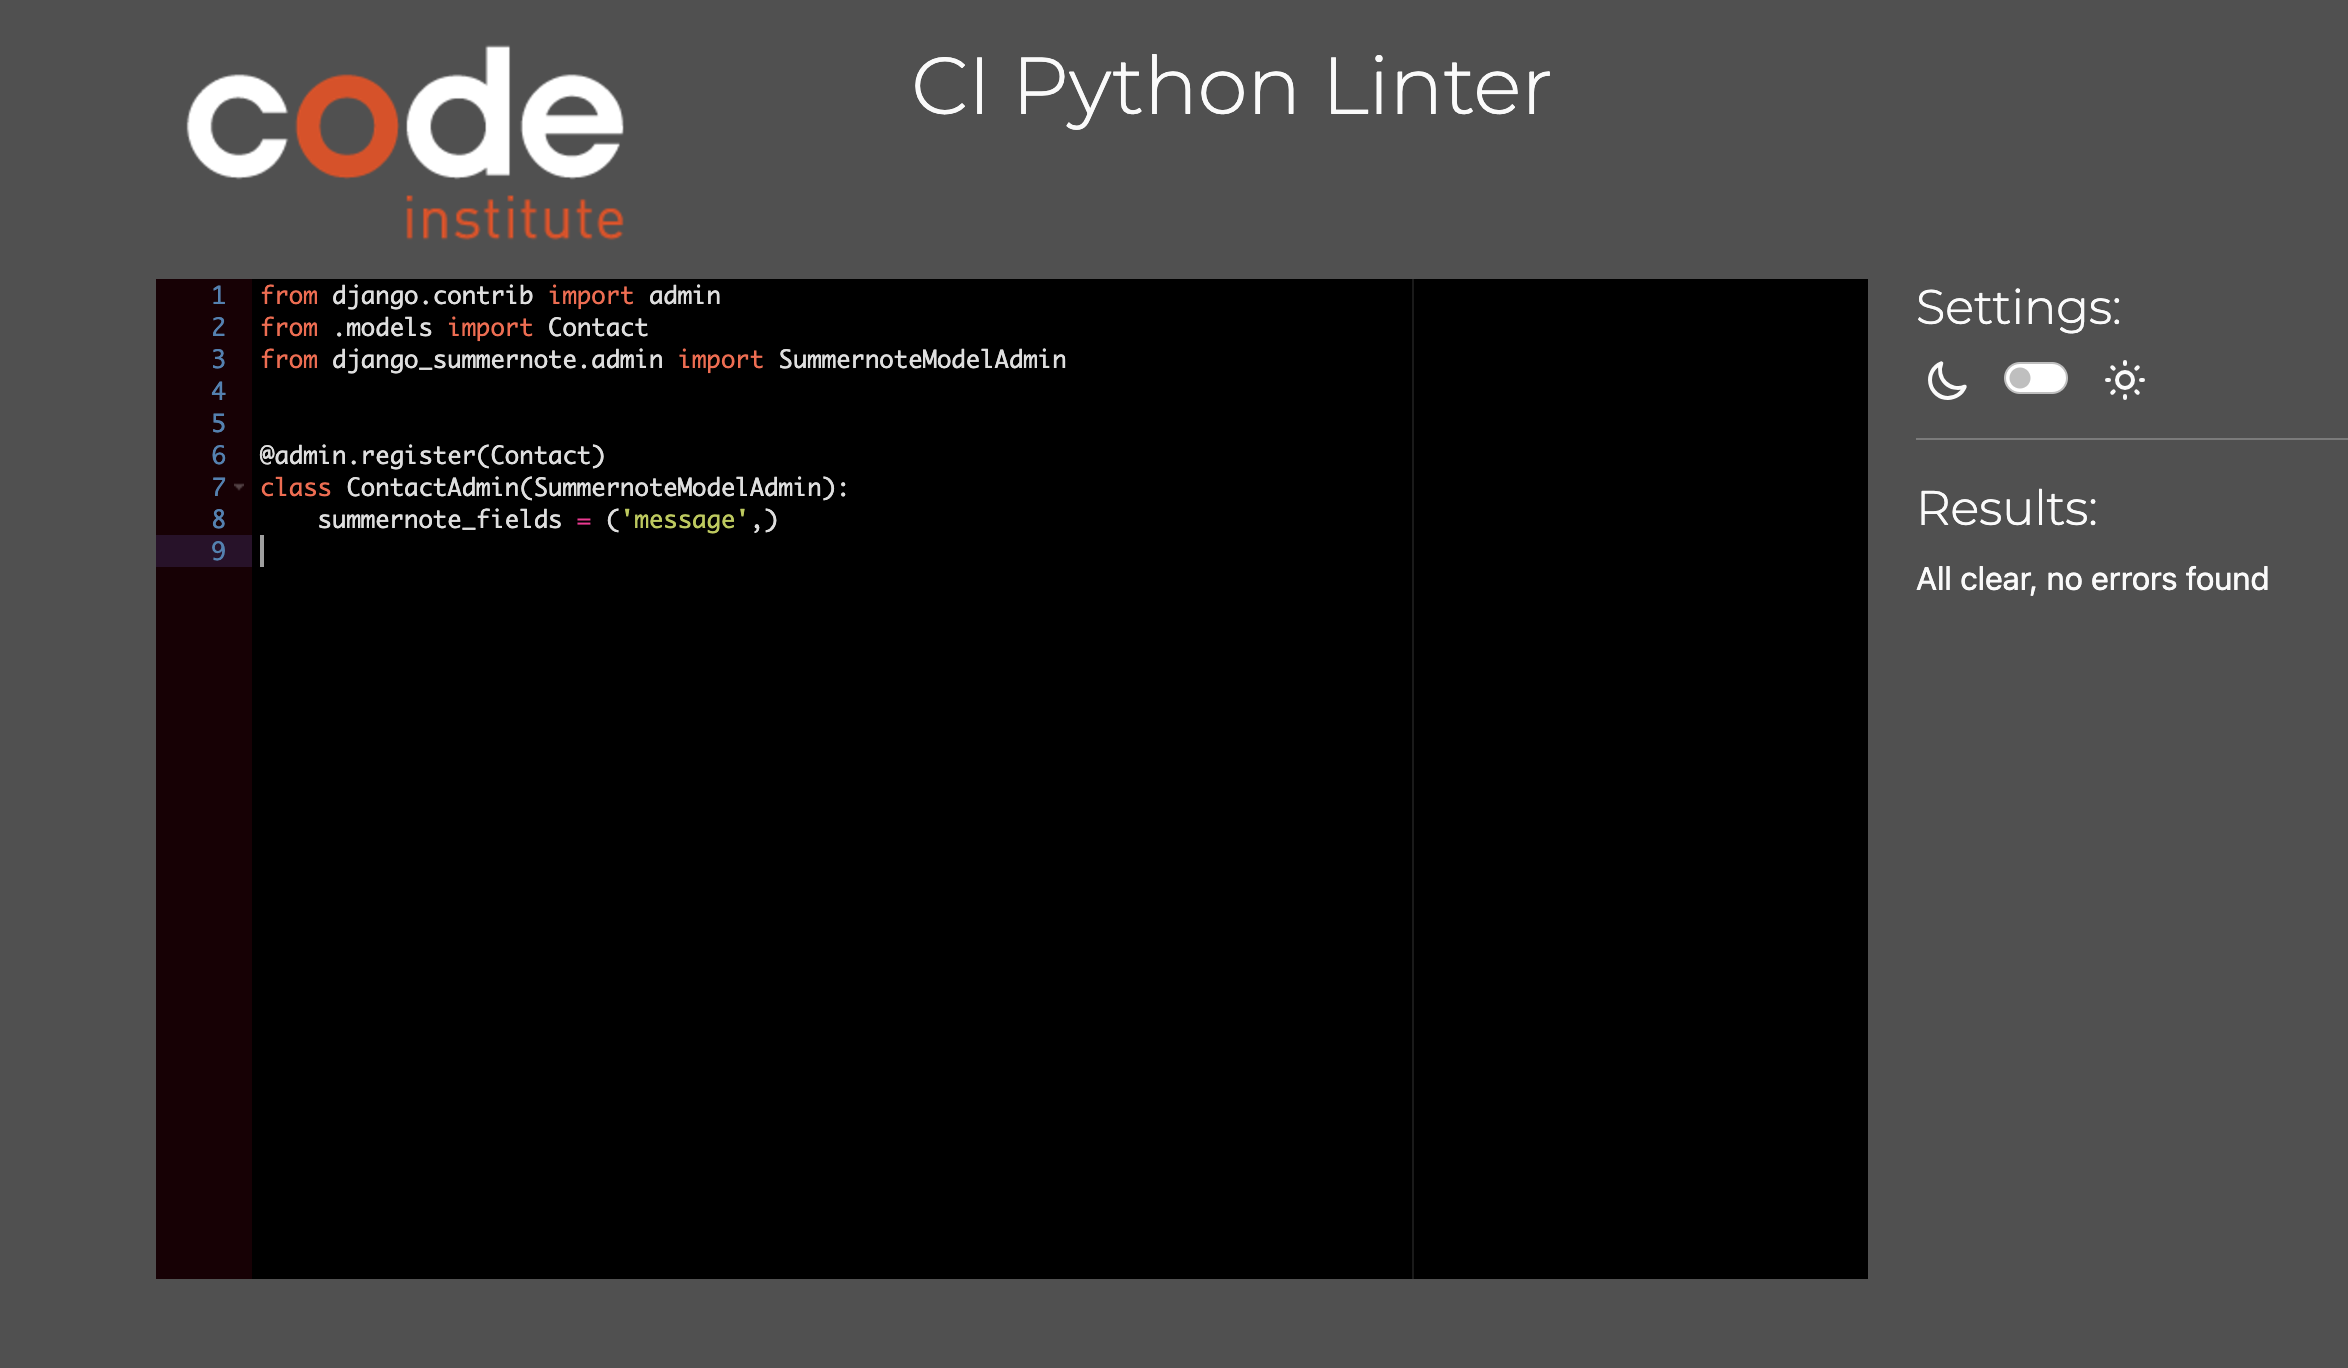 code
institute
CI Python Linter
1 from django.contrib import admin
2 from .models import Contact
3 from django_summernote.admin import SummernoteModelAdmin
4
5
6 @admin.register(Contact)
7 class ContactAdmin(SummernoteModelAdmin):
8     summernote_fields = ('message',)
9
Settings:
Results:
All clear, no errors found